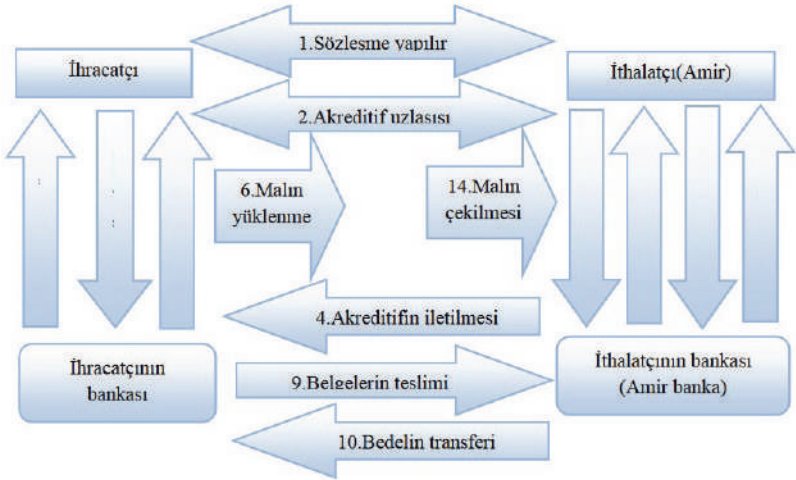 1.Sözleşme yapılır
İhracatçı
İthalatçı(Amir)
2.Akreditif uzlaşısı
6.Malın
yüklenme
14.Malın
çekilmesi
4.Akreditifin iletilmesi
İhracatçının
bankası
9.Belgelerin teslimi
İthalatçının bankası
(Amir banka)
10.Bedelin transferi